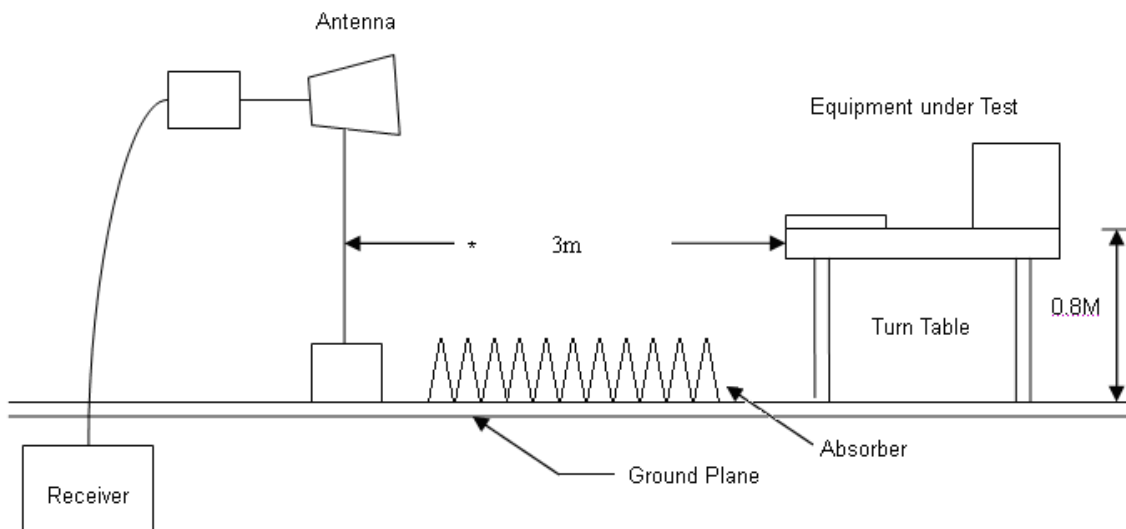 Antenna
Equipment under Test
* 3m
0.8M
Turn Table
Absorber
Ground Plane
Receiver